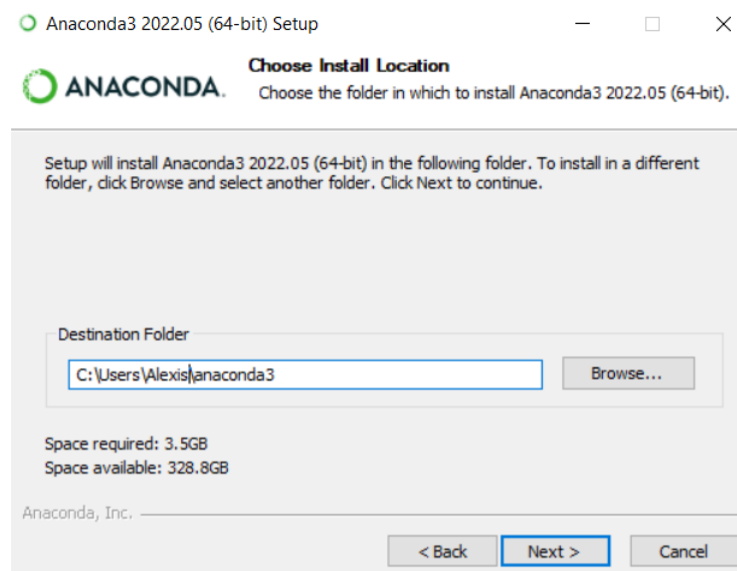 Anaconda3 2022.05 (64-bit) Setup
ANACONDA.
Choose Install Location
Choose the folder in which to install Anaconda3 2022.05 (64-bit).
Setup will install Anaconda3 2022.05 (64-bit) in the following folder. To install in a different
folder, click Browse and select another folder. Click Next to continue.
Destination Folder
C:\Users\Alexis\anaconda3
Browse...
Space required: 3.5GB
Space available: 328.8GB
Anaconda, Inc.
< Back
Next >
Cancel